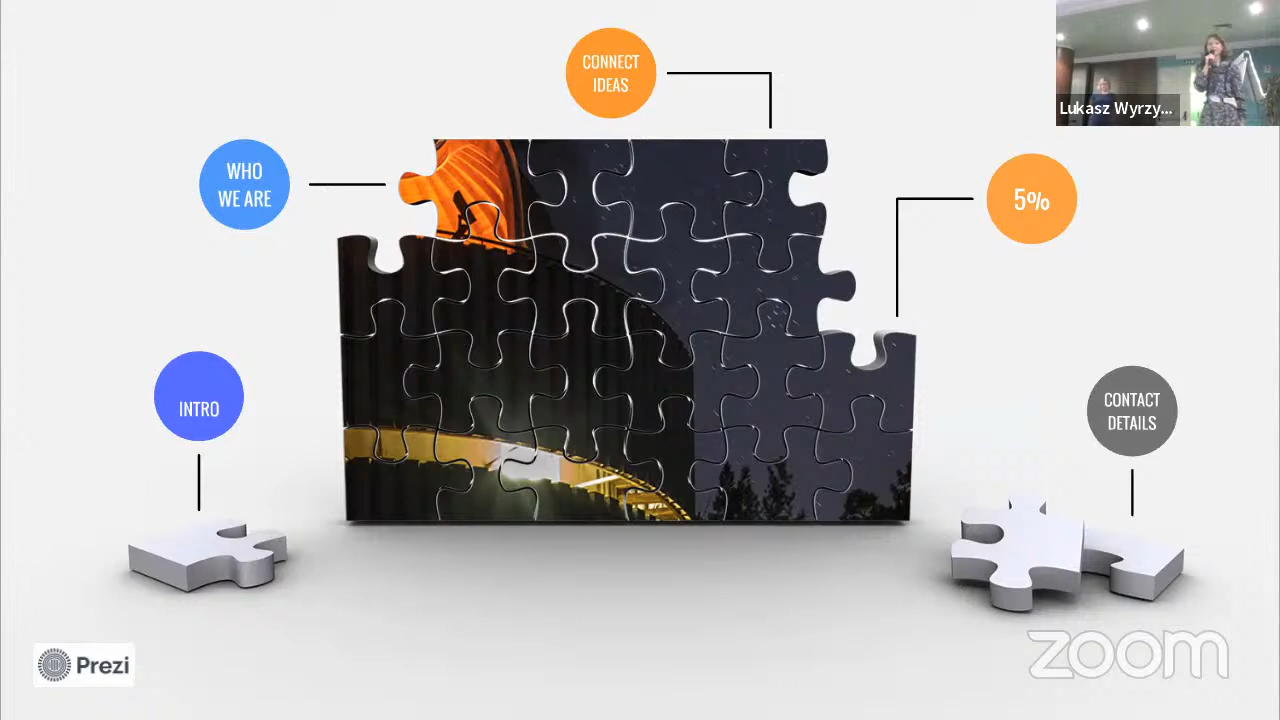 CONNECT
IDEAS
Lukasz Wyrzy...
WHO
WE ARE
5%
INTRO
CONTACT
DETAILS
Prezi
zoom